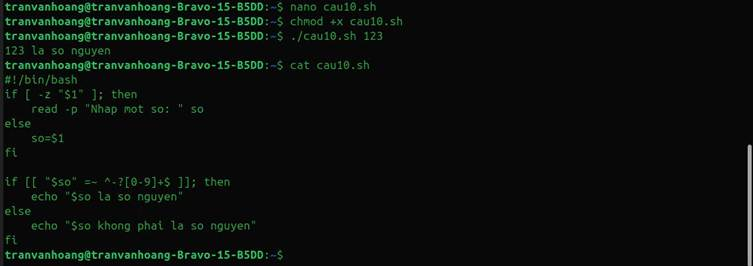 tranvanhoang@tranvanhoang-Bravo-15-B5DD:~$ nano cau10.sh
tranvanhoang@tranvanhoang-Bravo-15-B5DD:~$ chmod +x cau10.sh
tranvanhoang@tranvanhoang-Bravo-15-B5DD:~$ ./cau10.sh 123
123 la so nguyen
tranvanhoang@tranvanhoang-Bravo-15-B5DD:~$ cat cau10.sh
#!/bin/bash
if [ -z "$1" ]; then
    read -p "Nhap mot so: " so
else
    so=$1
fi

if [[ "$so" =~ ^-?[0-9]+$ ]]; then
    echo "$so la so nguyen"
else
    echo "$so khong phai la so nguyen"
fi
tranvanhoang@tranvanhoang-Bravo-15-B5DD:~$